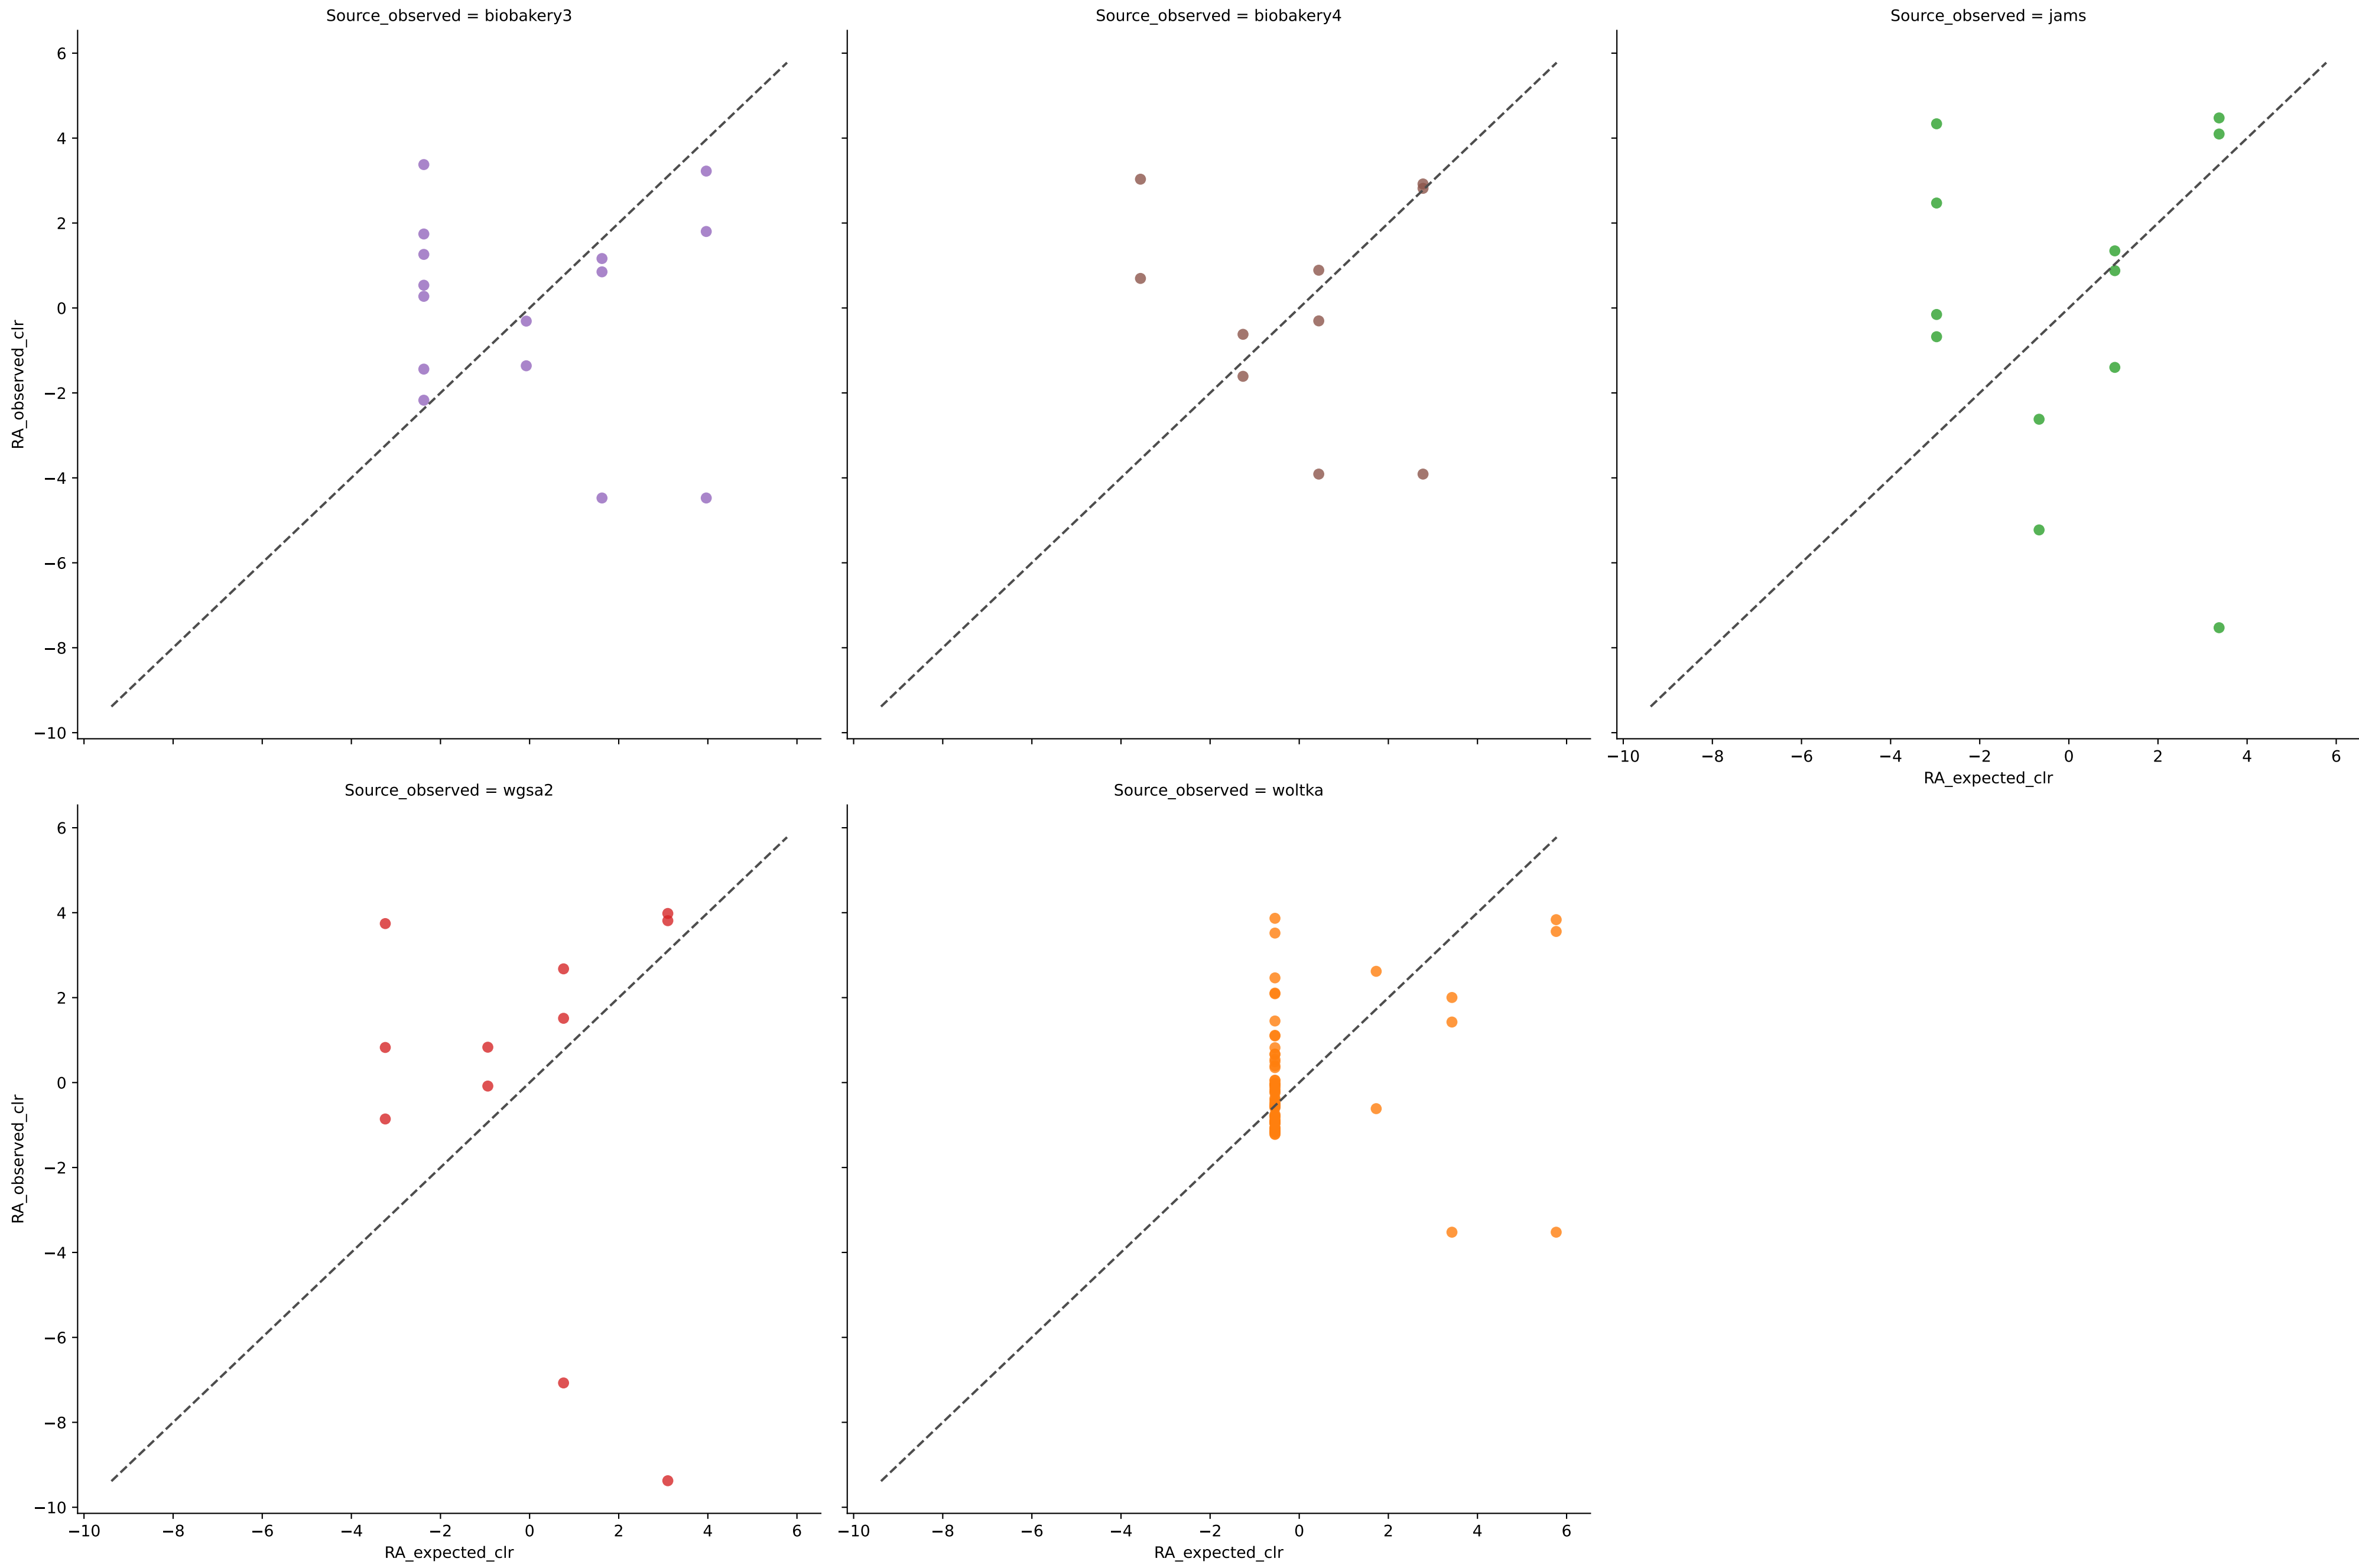 Source_observed = biobakery3
Source_observed = biobakery4
Source_observed = jams
6
4
2
0
−2
−4
−6
−8
−10
RA_observed_clr
−10 −8 −6 −4 −2 0 2 4 6
RA_expected_clr
Source_observed = wgsa2
Source_observed = woltka
6
4
2
0
−2
−4
−6
−8
−10
RA_observed_clr
−10 −8 −6 −4 −2 0 2 4 6
−10 −8 −6 −4 −2 0 2 4 6
RA_expected_clr
RA_expected_clr